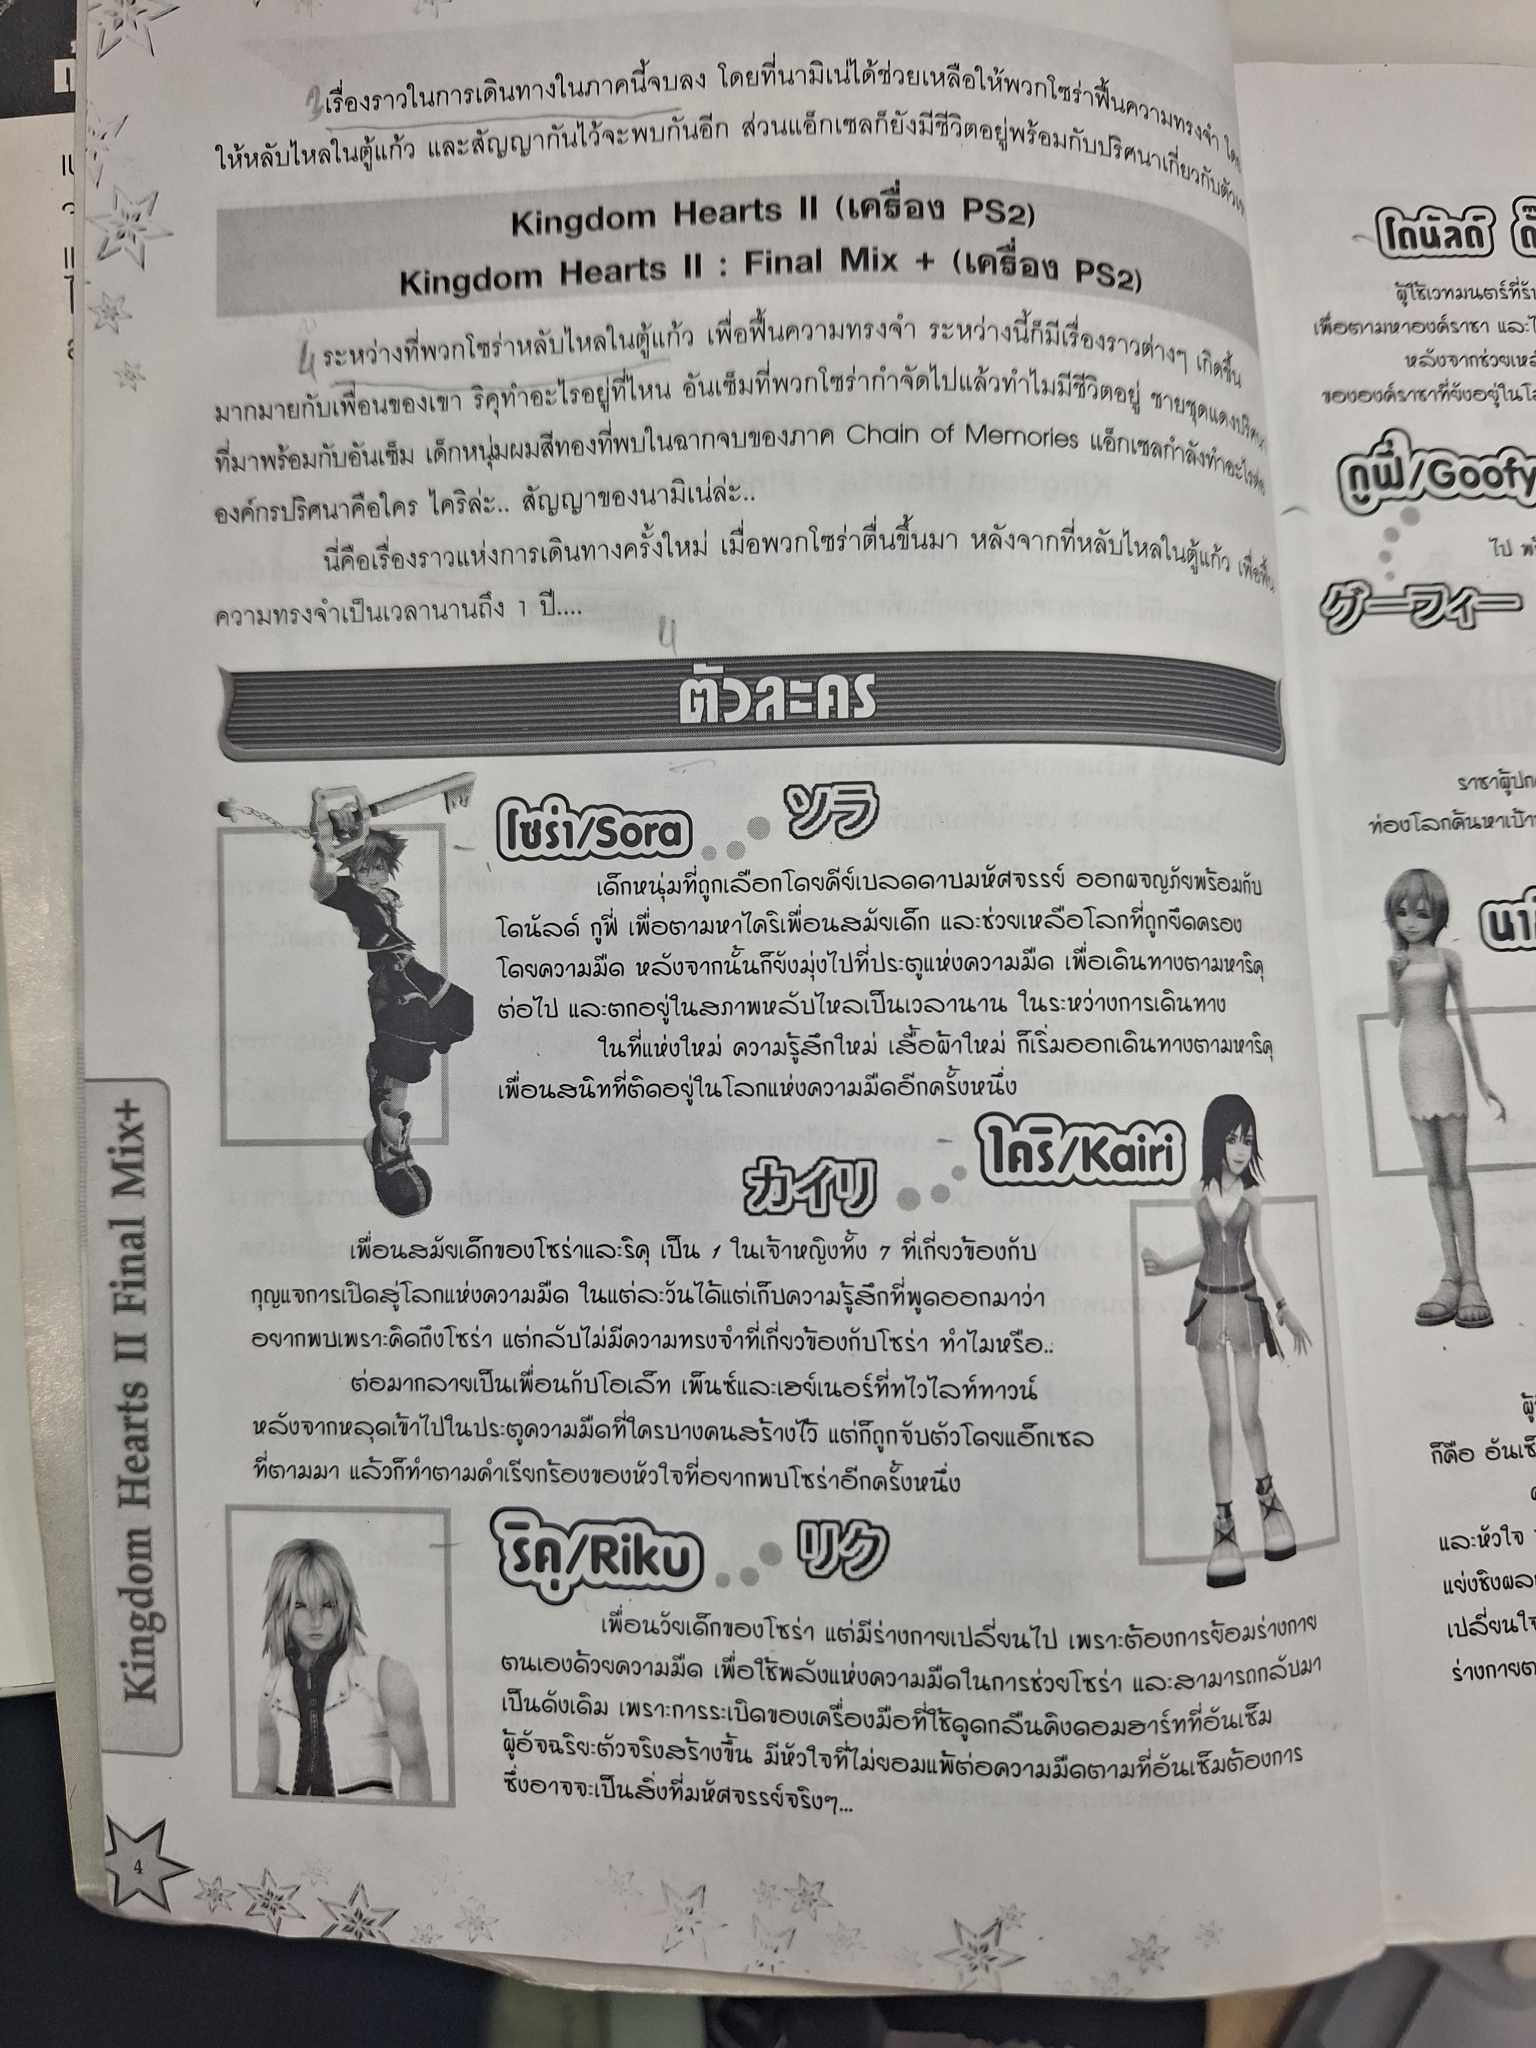 เรื่องราวในการเดินทางในภาคนี้จบลง โดยที่นามิเน่ได้ช่วยเหลือให้พวกโซร่าฟื้นความทรงจำ โดย
ให้หลับไหลในตู้แก้ว และสัญญากันไว้จะพบกันอีก ส่วนแอ็กเซลก็ยังมีชีวิตอยู่พร้อมกับปริศนาเกี่ยวกับตัวเขา
Kingdom Hearts II (เครื่อง PS2)
Kingdom Hearts II : Final Mix + (เครื่อง PS2)
ระหว่างที่พวกโซร่าหลับไหลในตู้แก้ว เพื่อฟื้นความทรงจำ ระหว่างนี้ก็มีเรื่องราวต่างๆ เกิดขึ้น
มากมายกับเพื่อนของเขา ริคุทำอะไรอยู่ที่ไหน อันเซ็มที่พวกโซร่ากำจัดไปแล้วทำไมมีชีวิตอยู่ ชายชุดแดงปริศนา
ที่มาพร้อมกับอันเซ็ม เด็กหนุ่มผมสีทองที่พบในฉากจบของภาค Chain of Memories แอ็กเซลกำลังทำอะไรต่อ
องค์กรปริศนาคือใคร ไคริล่ะ.. สัญญาของนามิเน่ล่ะ..
นี่คือเรื่องราวแห่งการเดินทางครั้งใหม่ เมื่อพวกโซร่าตื่นขึ้นมา หลังจากที่หลับไหลในตู้แก้ว เพื่อฟื้น
ความทรงจำเป็นเวลานานถึง 1 ปี....
ตัวละคร
โซร่า/Sora ソラ
เด็กหนุ่มที่ถูกเลือกโดยคีย์เบลดดาบมหัศจรรย์ ออกผจญภัยพร้อมกับ
โดนัลด์ กูฟี่ เพื่อตามหาไคริเพื่อนสมัยเด็ก และช่วยเหลือโลกที่ถูกยึดครอง
โดยความมืด หลังจากนั้นก็ยังมุ่งไปที่ประตูแห่งความมืด เพื่อเดินทางตามหาริคุ
ต่อไป และตกอยู่ในสภาพหลับไหลเป็นเวลานาน ในระหว่างการเดินทาง
ในที่แห่งใหม่ ความรู้สึกใหม่ เสื้อผ้าใหม่ ก็เริ่มออกเดินทางตามหาริคุ
เพื่อนสนิทที่ติดอยู่ในโลกแห่งความมืดอีกครั้งหนึ่ง
カイリ ไคริ/Kairi
เพื่อนสมัยเด็กของโซร่าและริคุ เป็น 1 ในเจ้าหญิงทั้ง 7 ที่เกี่ยวข้องกับ
กุญแจการเปิดสู่โลกแห่งความมืด ในแต่ละวันได้แต่เก็บความรู้สึกที่พูดออกมาว่า
อยากพบเพราะคิดถึงโซร่า แต่กลับไม่มีความทรงจำที่เกี่ยวข้องกับโซร่า ทำไมหรือ..
ต่อมากลายเป็นเพื่อนกับโอเล็ท เพ็นซ์และเฮย์เนอร์ที่ทไวไลท์ทาวน์
หลังจากหลุดเข้าไปในประตูความมืดที่ใครบางคนสร้างไว้ แต่ก็ถูกจับตัวโดยแอ็กเซล
ที่ตามมา แล้วก็ทำตามคำเรียกร้องของหัวใจที่อยากพบโซร่าอีกครั้งหนึ่ง
ริคุ/Riku リク
เพื่อนวัยเด็กของโซร่า แต่มีร่างกายเปลี่ยนไป เพราะต้องการย้อมร่างกาย
ตนเองด้วยความมืด เพื่อใช้พลังแห่งความมืดในการช่วยโซร่า และสามารถกลับมา
เป็นดังเดิม เพราะการระเบิดของเครื่องมือที่ใช้ดูดกลืนคิงดอมฮาร์ทที่อันเซ็ม
ผู้อัจฉริยะตัวจริงสร้างขึ้น มีหัวใจที่ไม่ยอมแพ้ต่อความมืดตามที่อันเซ็มต้องการ
ซึ่งอาจจะเป็นสิ่งที่มหัศจรรย์จริงๆ...
Kingdom Hearts II Final Mix+
4
โดนัลด์
ผู้ใช้เวทมนตร์ที่รับ
เพื่อตามหาองค์ราชา และ
หลังจากช่วยเหลือ
ขององค์ราชาที่ยังอยู่ใน
กูฟี่/Goofy
ไป
グーフィー
ราชาผู้ปก
ท่องโลกค้นหาเป้า
นา
ก็คือ อันเซ็
และหัวใจ
แย่งชิงผล
เปลี่ยนใจ
ร่างกายต